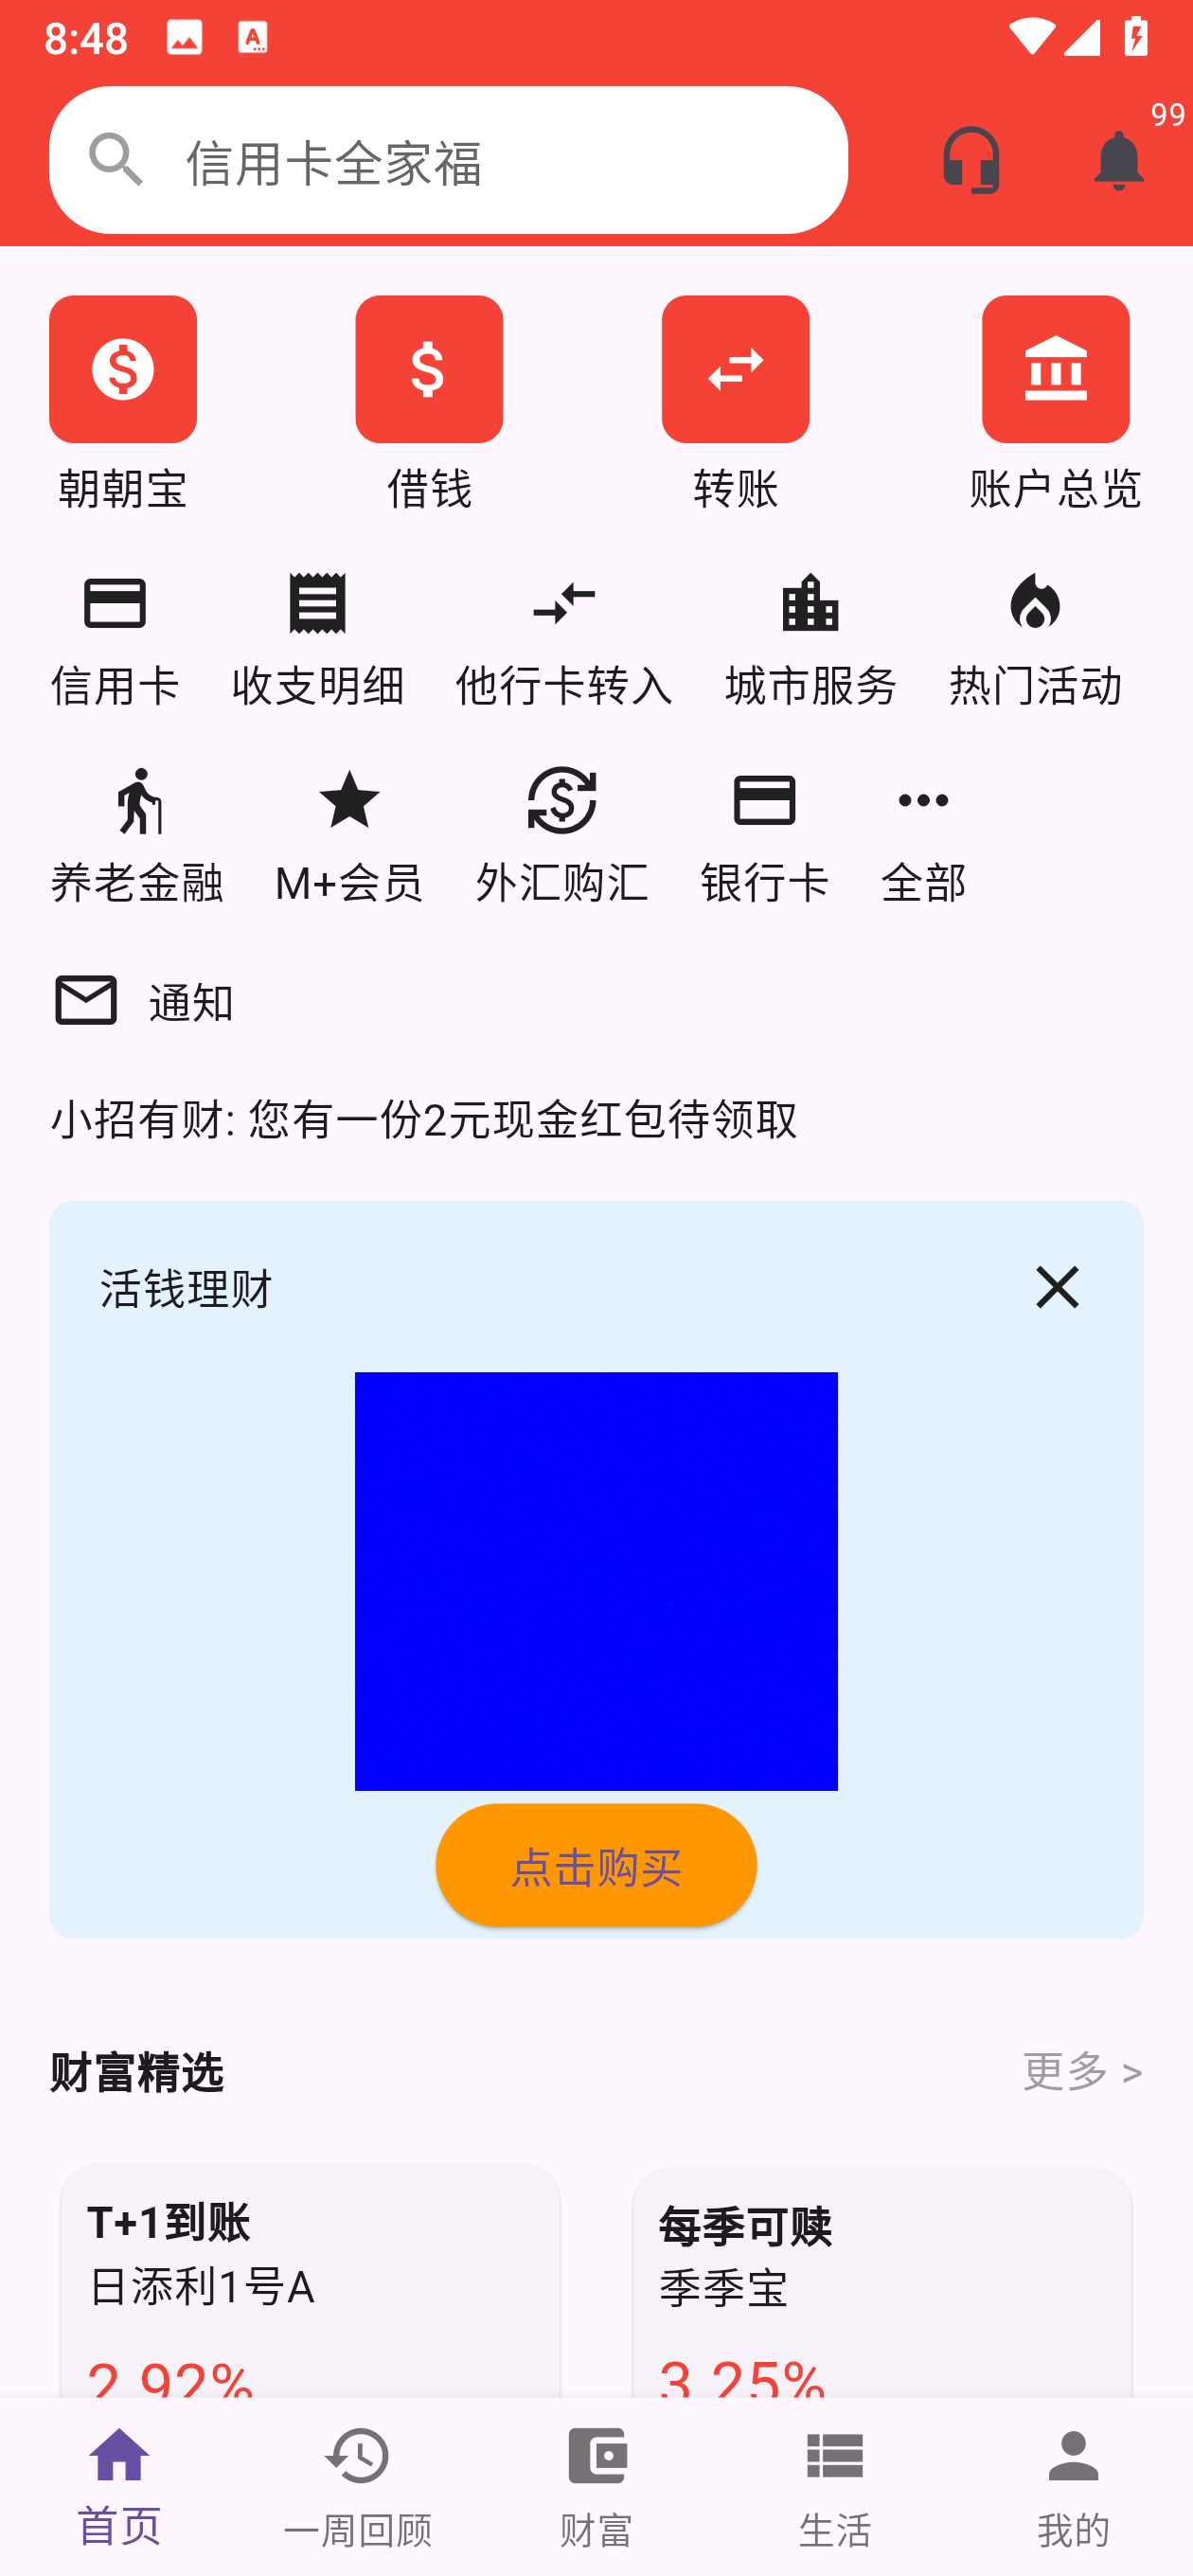 8:48
信用卡全家福
99
朝朝宝 借钱 转账 账户总览
信用卡 收支明细 他行卡转入 城市服务 热门活动
养老金融 M+会员 外汇购汇 银行卡 全部
通知
小招有财: 您有一份2元现金红包待领取
活钱理财
点击购买
财富精选 更多 >
T+1到账
日添利1号A
2.92%
每季可赎
季季宝
3.25%
首页 一周回顾 财富 生活 我的